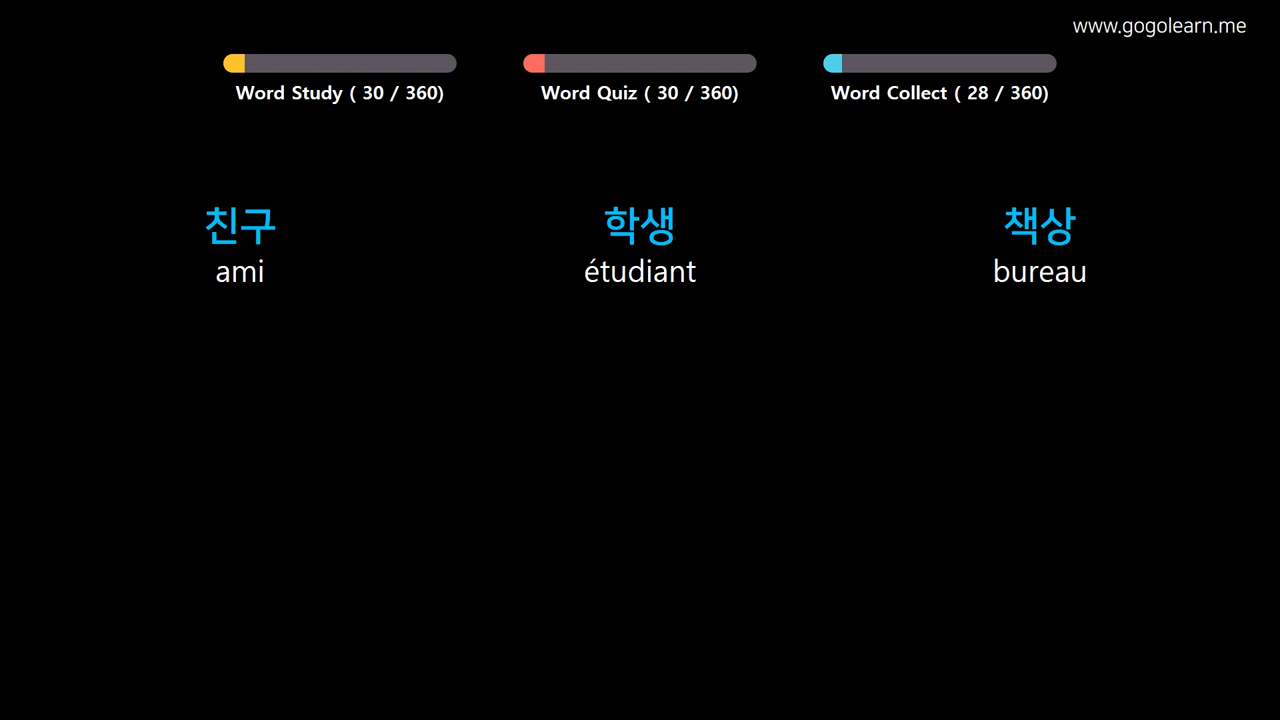 www.gogolearn.me
Word Study ( 30 / 360)
Word Quiz ( 30 / 360)
Word Collect ( 28 / 360)
친구
학생
책상
ami
étudiant
bureau